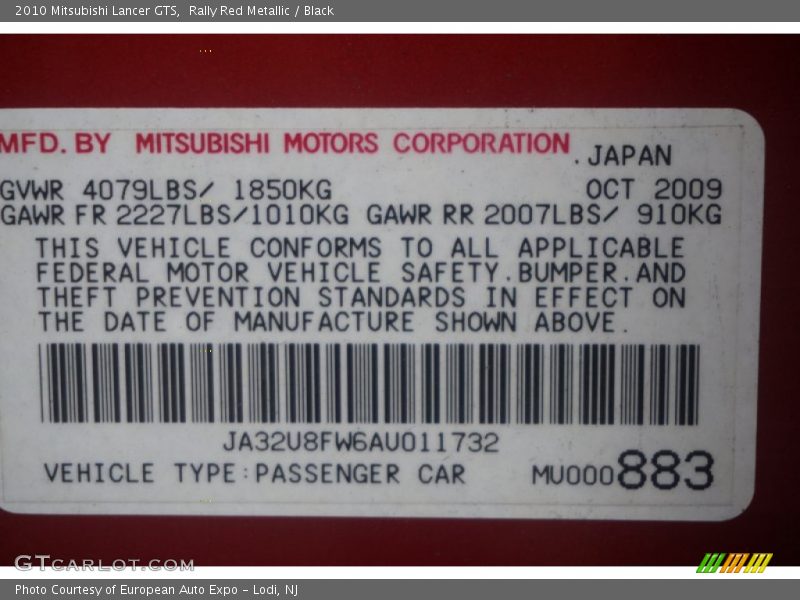 2010 Mitsubishi Lancer GTS, Rally Red Metallic / Black
MFD. BY MITSUBISHI MOTORS CORPORATION
.JAPAN
GVWR 4079LBS/ 1850KG OCT 2009
GAWR FR 2227LBS/1010KG GAWR RR 2007LBS/ 910KG
THIS VEHICLE CONFORMS TO ALL APPLICABLE
FEDERAL MOTOR VEHICLE SAFETY.BUMPER.AND
THEFT PREVENTION STANDARDS IN EFFECT ON
THE DATE OF MANUFACTURE SHOWN ABOVE.
JA32U8FW6AU011732
VEHICLE TYPE:PASSENGER CAR MU000883
GTCARLOT.COM
Photo Courtesy of European Auto Expo - Lodi, NJ